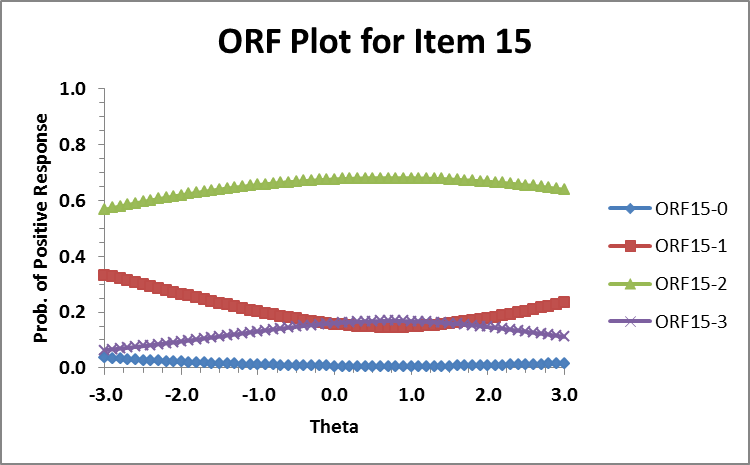 ORF Plot for Item 15
Prob. of Positive Response
1.0
0.8
0.6
0.4
0.2
0.0
-3.0 -2.0 -1.0 0.0 1.0 2.0 3.0
Theta
ORF15-0
ORF15-1
ORF15-2
ORF15-3